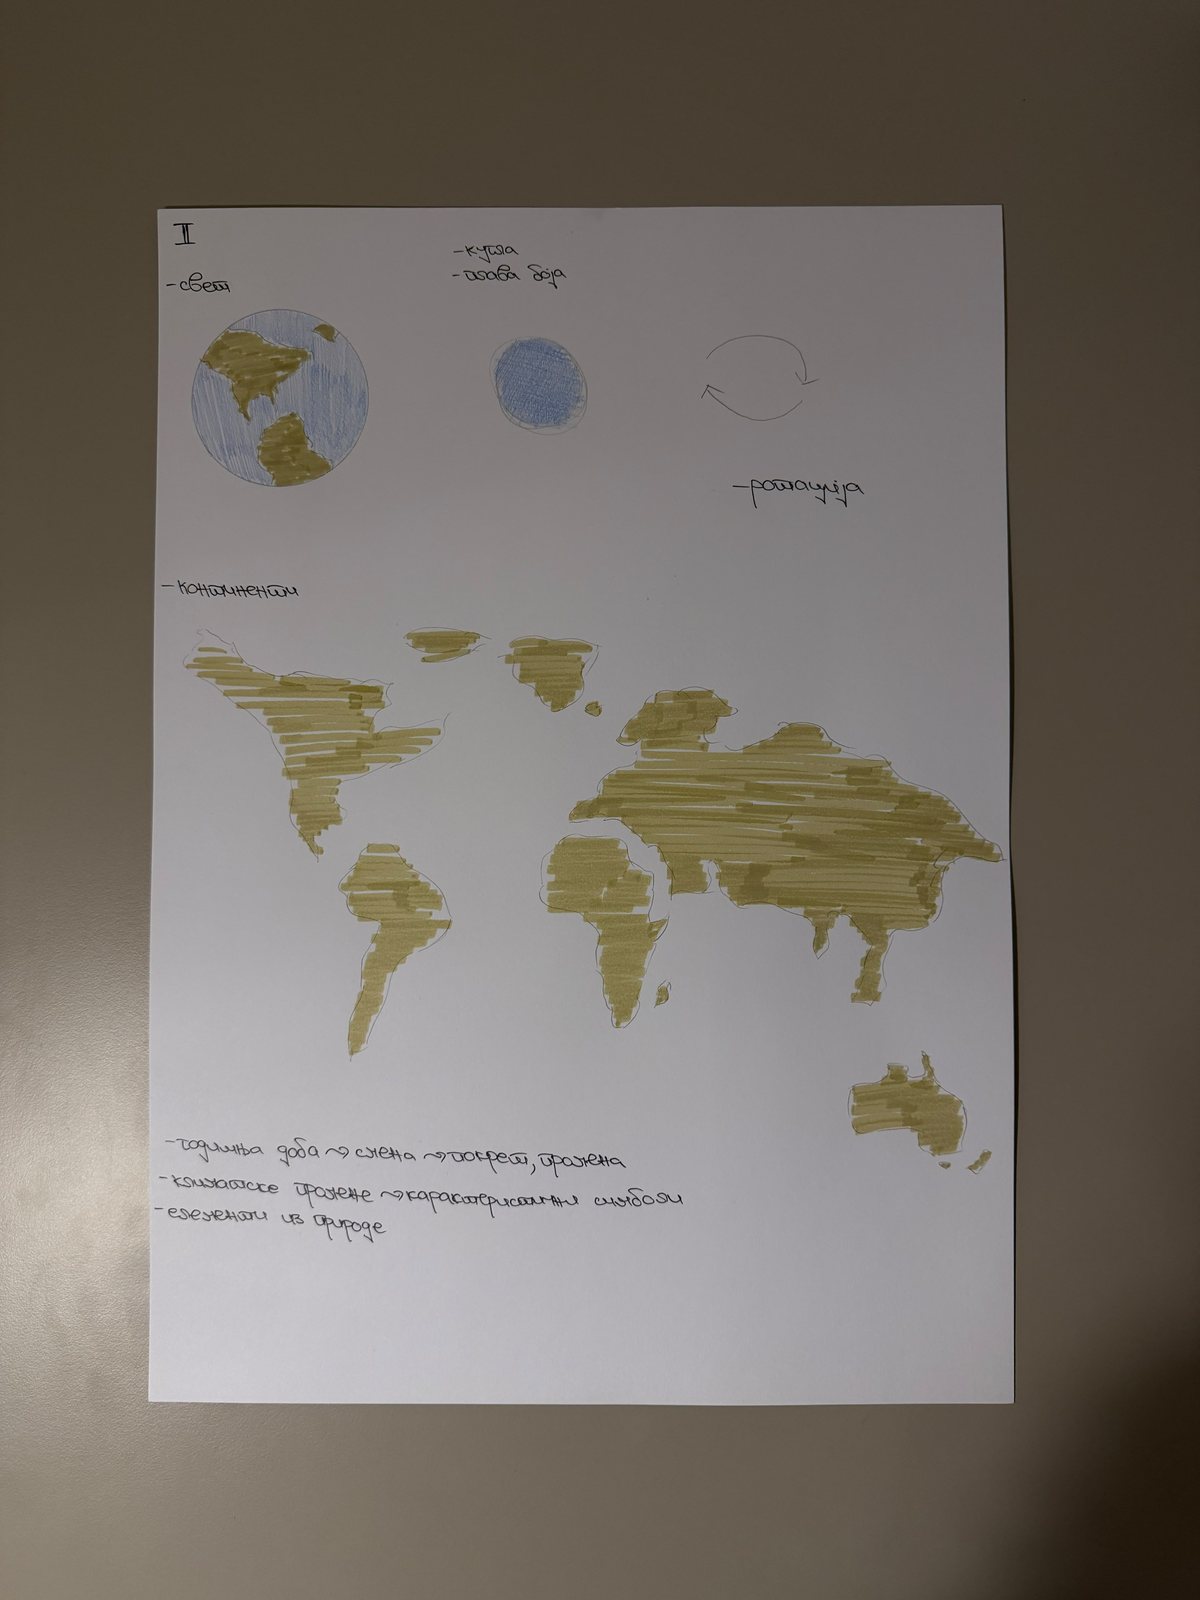 II
-свет
-кугла
-плава боја
-ротација
-континенти
-годишња доба → смена → покрет, промена
-климатске промене → карактеристични симболи
-елементи из природе